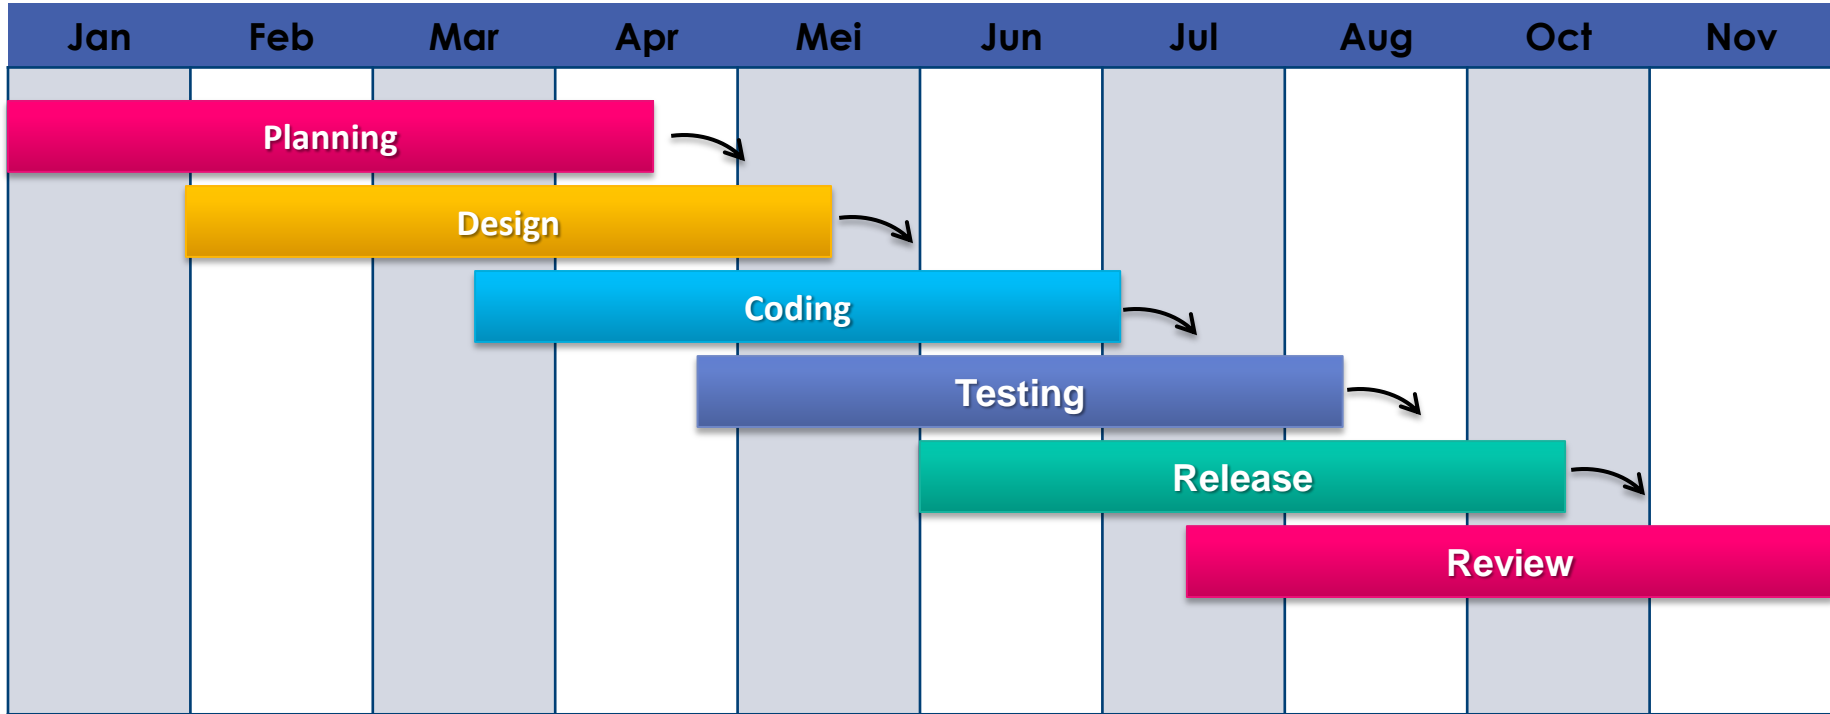 Jan Feb Mar Apr Mei Jun Jul Aug Oct Nov
Planning
Design
Coding
Testing
Release
Review